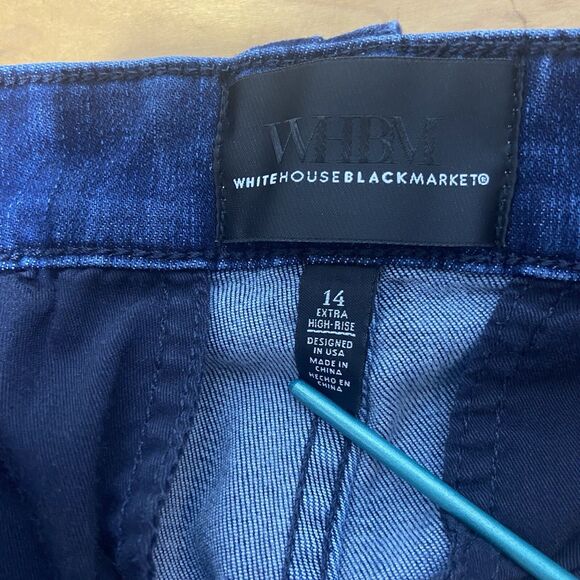 WHBM
WHITEHOUSEBLACKMARKET®
14
EXTRA
HIGH-RISE
DESIGNED
IN USA
MADE IN
CHINA
HECHO EN
CHINA